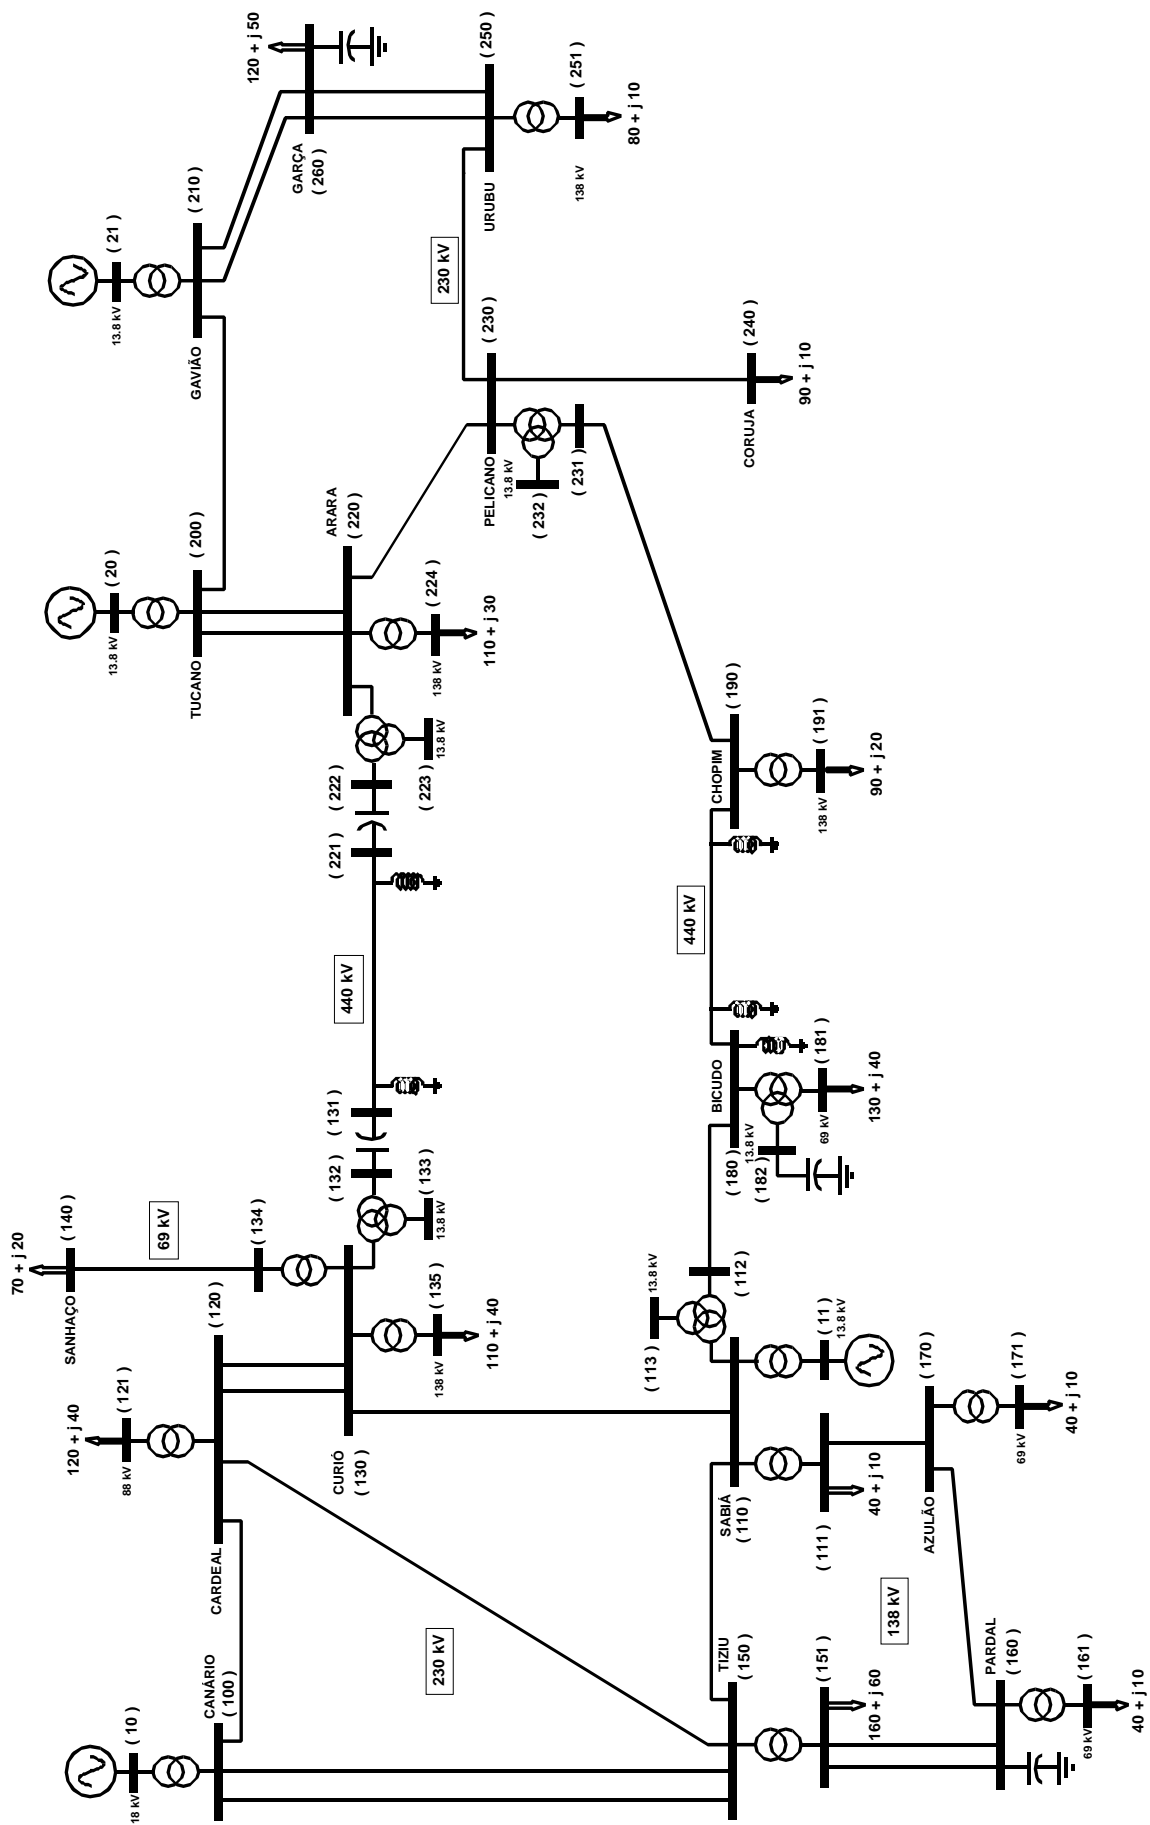 18 kV
( 10 )
CANÁRIO
( 100 )
120 + j 40
88 kV
( 121 )
CARDEAL
( 120 )
70 + j 20
SANHAÇO
( 140 )
69 kV
( 134 )
13.8 kV
( 20 )
TUCANO
( 200 )
13.8 kV
( 21 )
GAVIÃO
( 210 )
120 + j 50
GARÇA
( 260 )
CURIÓ
( 130 )
138 kV
( 135 )
110 + j 40
( 132 )
( 131 )
13.8 kV
( 133 )
440 kV
( 221 )
( 222 )
13.8 kV
( 223 )
ARARA
( 220 )
138 kV
( 224 )
110 + j 30
230 kV
230 kV
PELICANO
( 230 )
13.8 kV
( 232 )
( 231 )
URUBU
( 250 )
138 kV
( 251 )
80 + j 10
TIZIU
( 150 )
( 151 )
160 + j 60
SABIÁ
( 110 )
( 111 )
40 + j 10
( 113 )
13.8 kV
( 112 )
( 11 )
13.8 kV
BICUDO
( 180 )
13.8 kV
( 182 )
69 kV
( 181 )
130 + j 40
440 kV
CHOPIM
( 190 )
138 kV
( 191 )
90 + j 20
CORUJA
( 240 )
90 + j 10
138 kV
PARDAL
( 160 )
69 kV
( 161 )
40 + j 10
AZULÃO
( 170 )
69 kV
( 171 )
40 + j 10